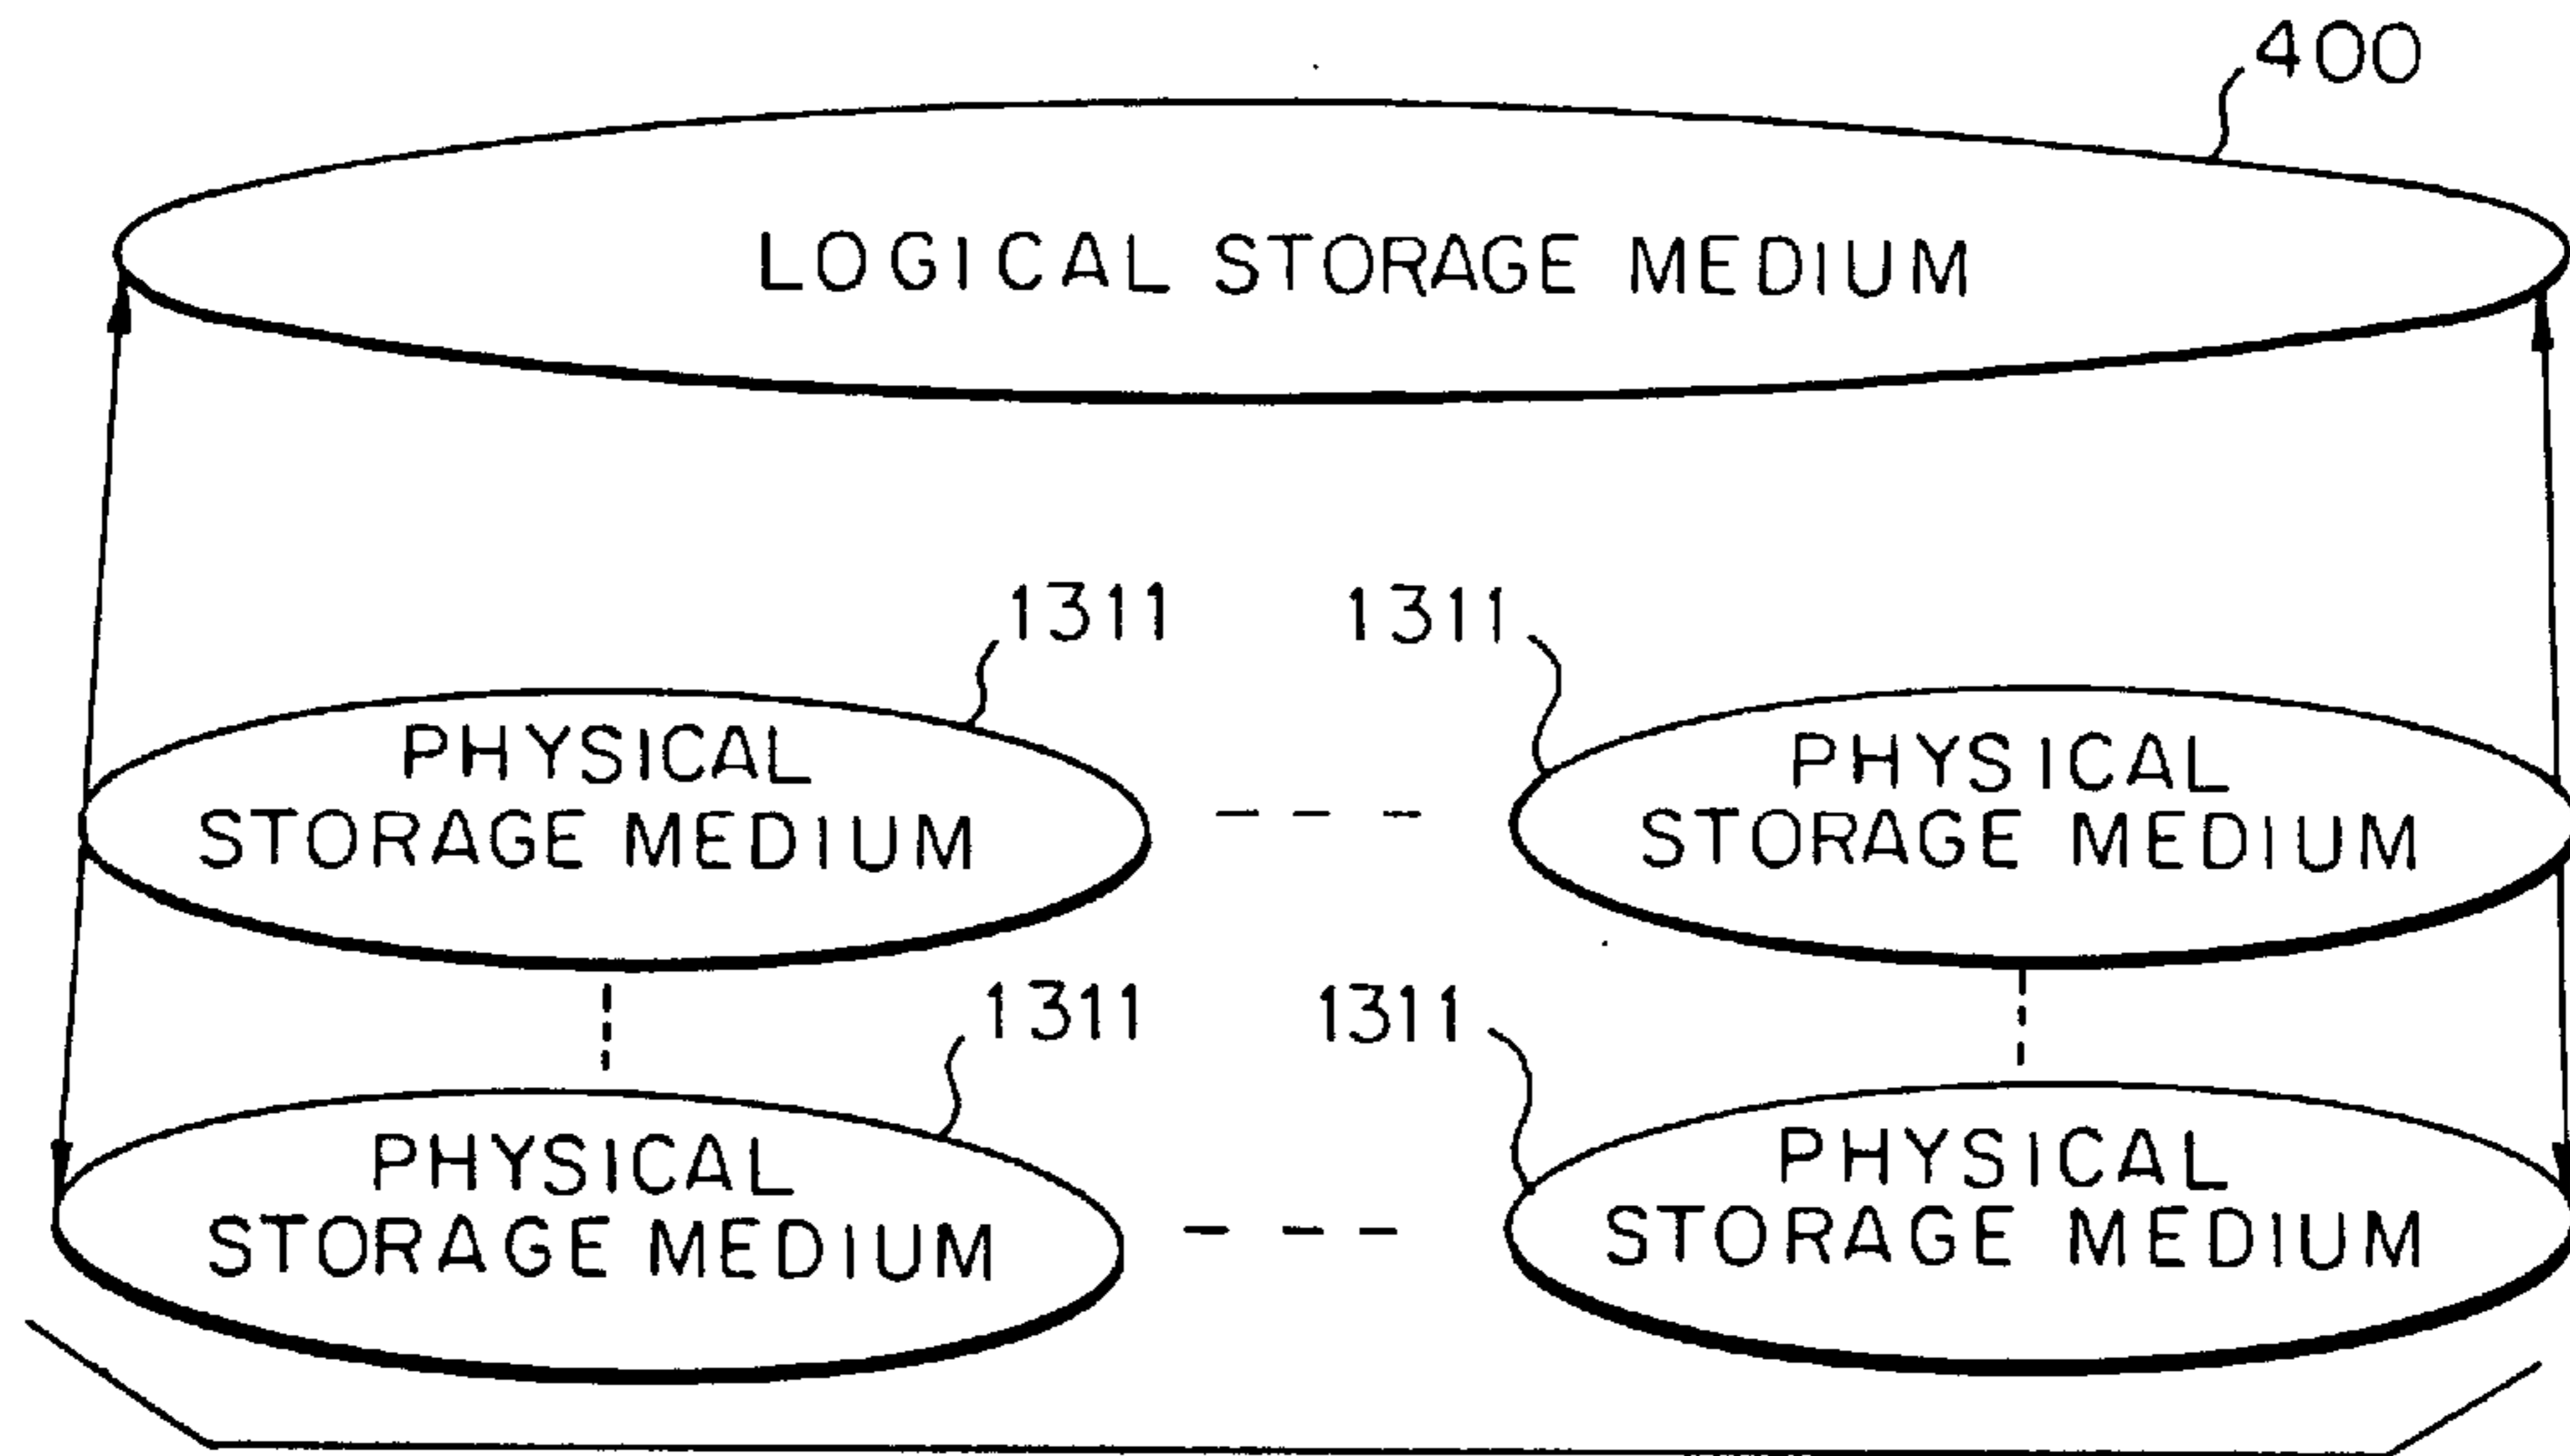 400
LOGICAL STORAGE MEDIUM
1311 1311
PHYSICAL
STORAGE MEDIUM
PHYSICAL
STORAGE MEDIUM
1311 1311
PHYSICAL
STORAGE MEDIUM
PHYSICAL
STORAGE MEDIUM